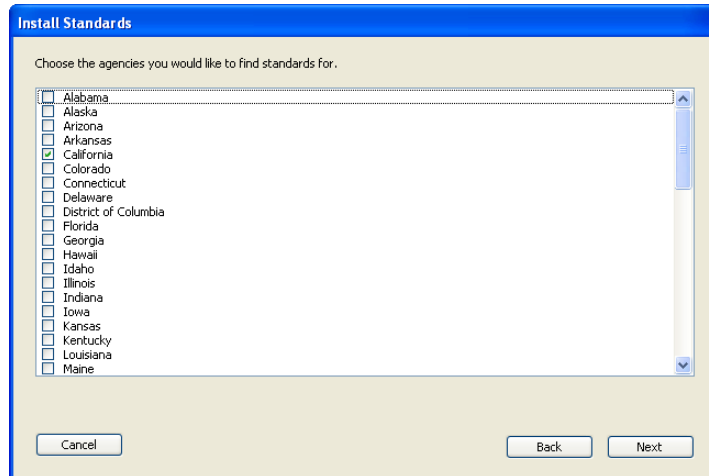 Install Standards
Choose the agencies you would like to find standards for.
Alabama
Alaska
Arizona
Arkansas
California
Colorado
Connecticut
Delaware
District of Columbia
Florida
Georgia
Hawaii
Idaho
Illinois
Indiana
Iowa
Kansas
Kentucky
Louisiana
Maine
Cancel Back Next